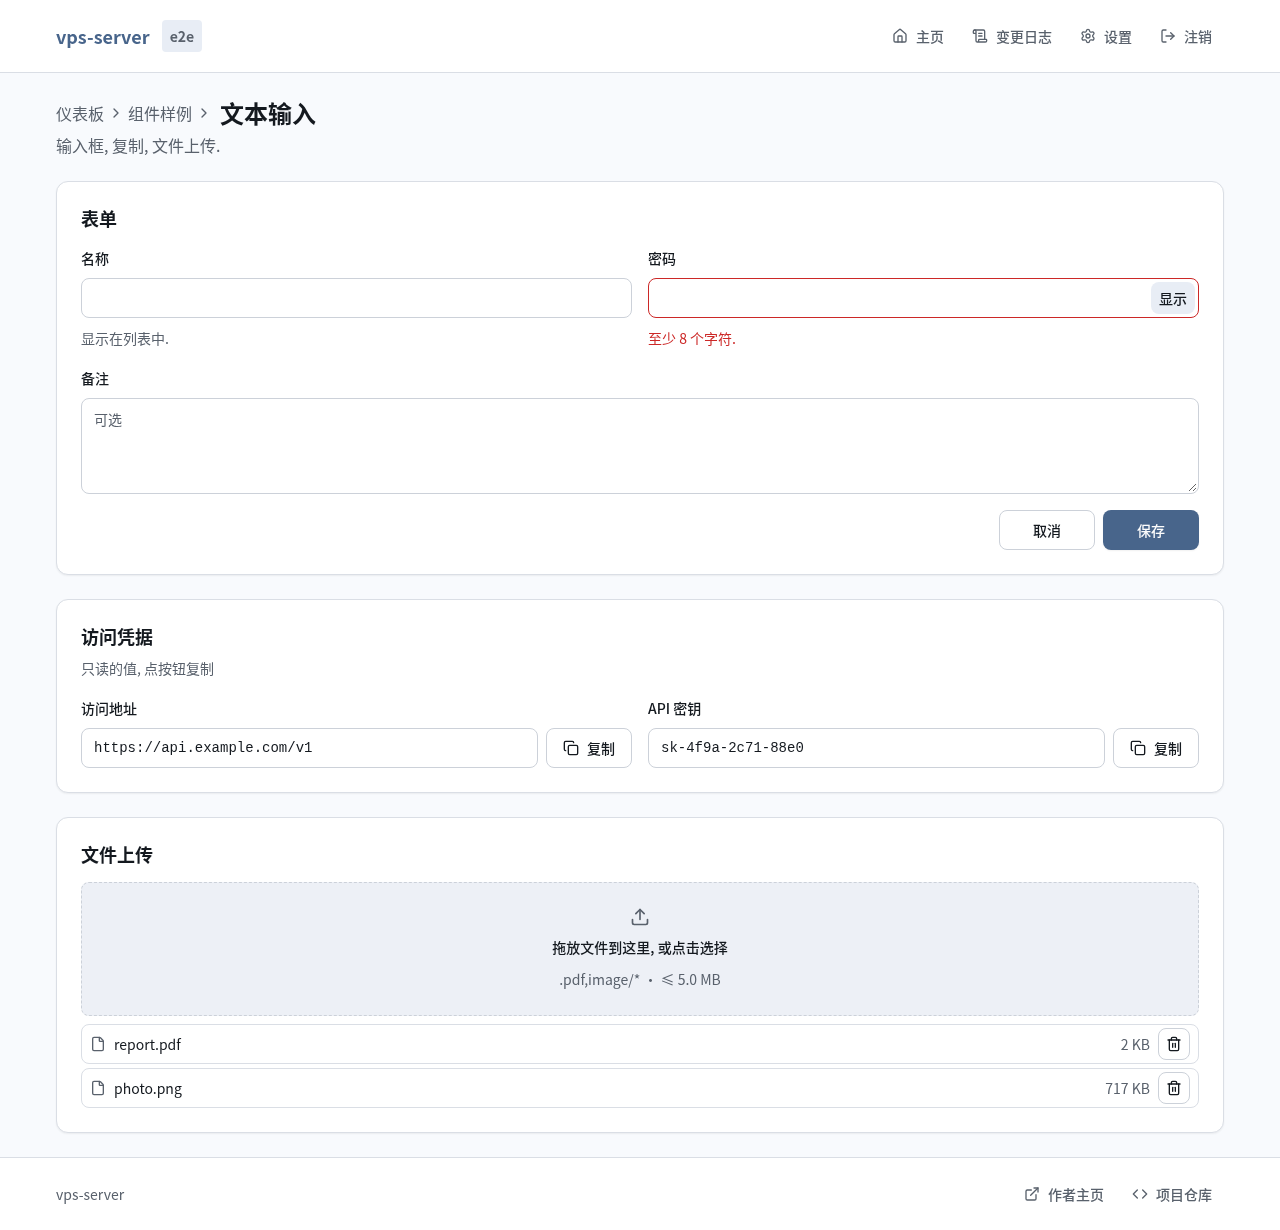 vps-server e2e 主页 变更日志 设置 注销
仪表板 组件样例 文本输入
输入框, 复制, 文件上传.
表单
名称 密码
显示
显示在列表中. 至少 8 个字符.
备注
可选
取消 保存
访问凭据
只读的值, 点按钮复制
访问地址 API 密钥
https://api.example.com/v1 复制 sk-4f9a-2c71-88e0 复制
文件上传
拖放文件到这里, 或点击选择
.pdf,image/* · ≤ 5.0 MB
report.pdf 2 KB
photo.png 717 KB
vps-server 作者主页 项目仓库